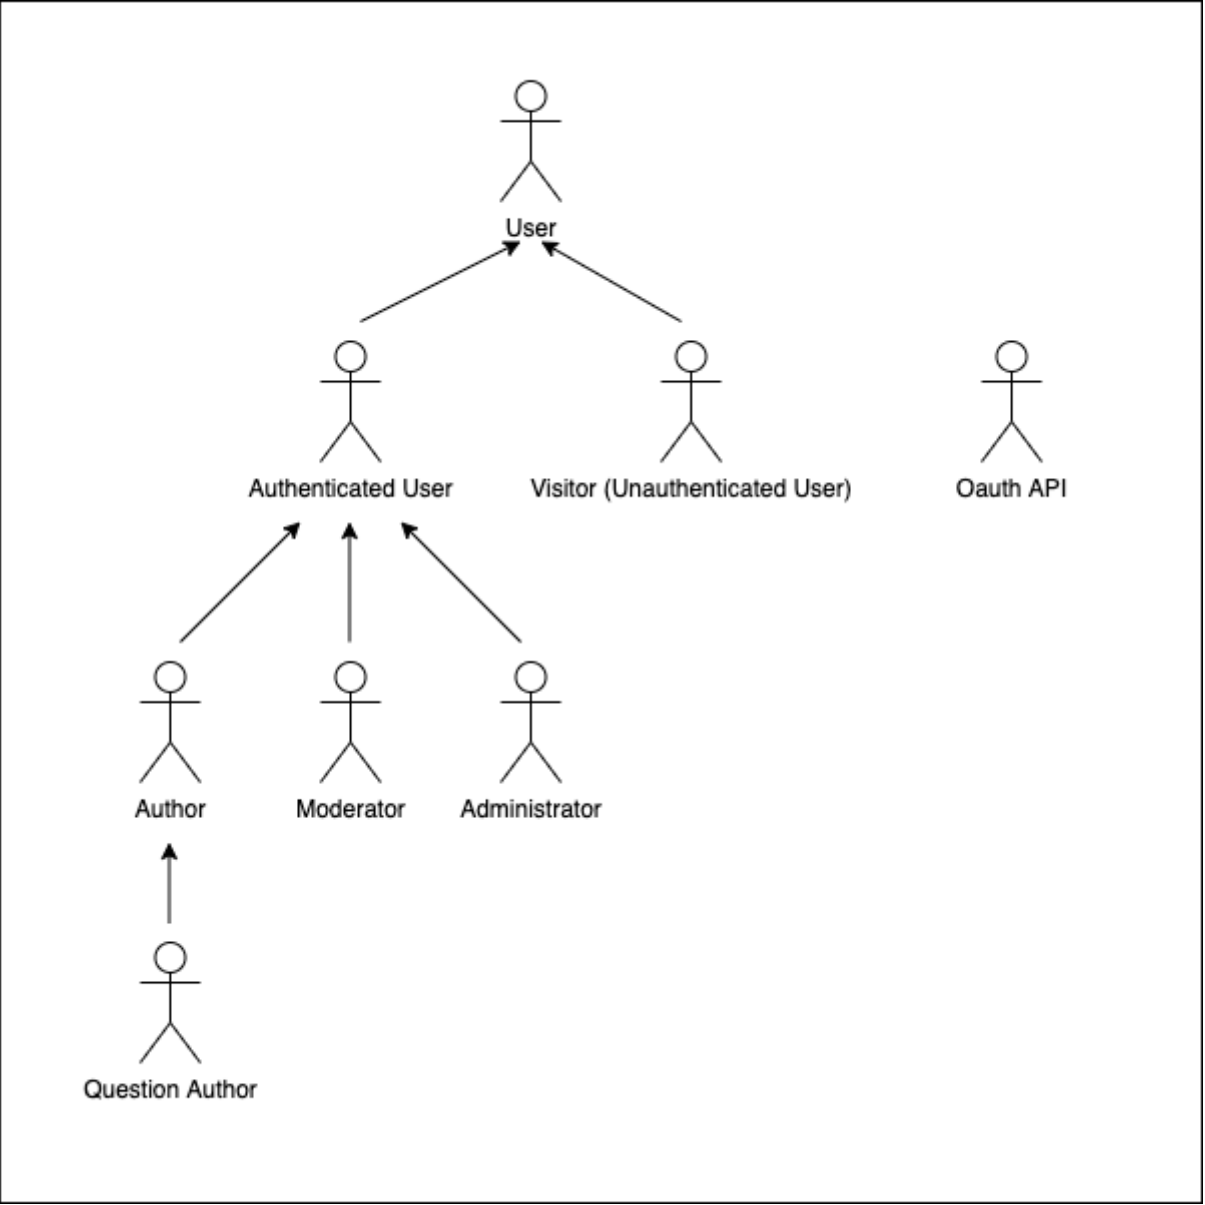 User
Authenticated User
Visitor (Unauthenticated User)
Oauth API
Author
Moderator
Administrator
Question Author